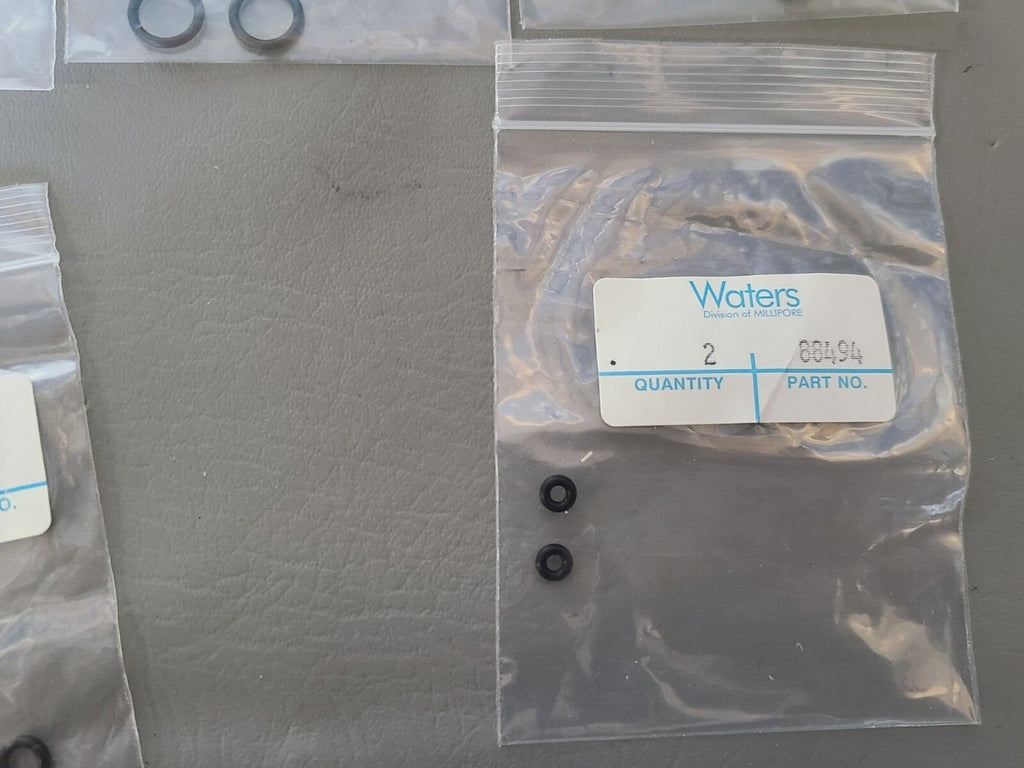 Waters
Division of MILLIPORE
2 88494
QUANTITY PART NO.
O.